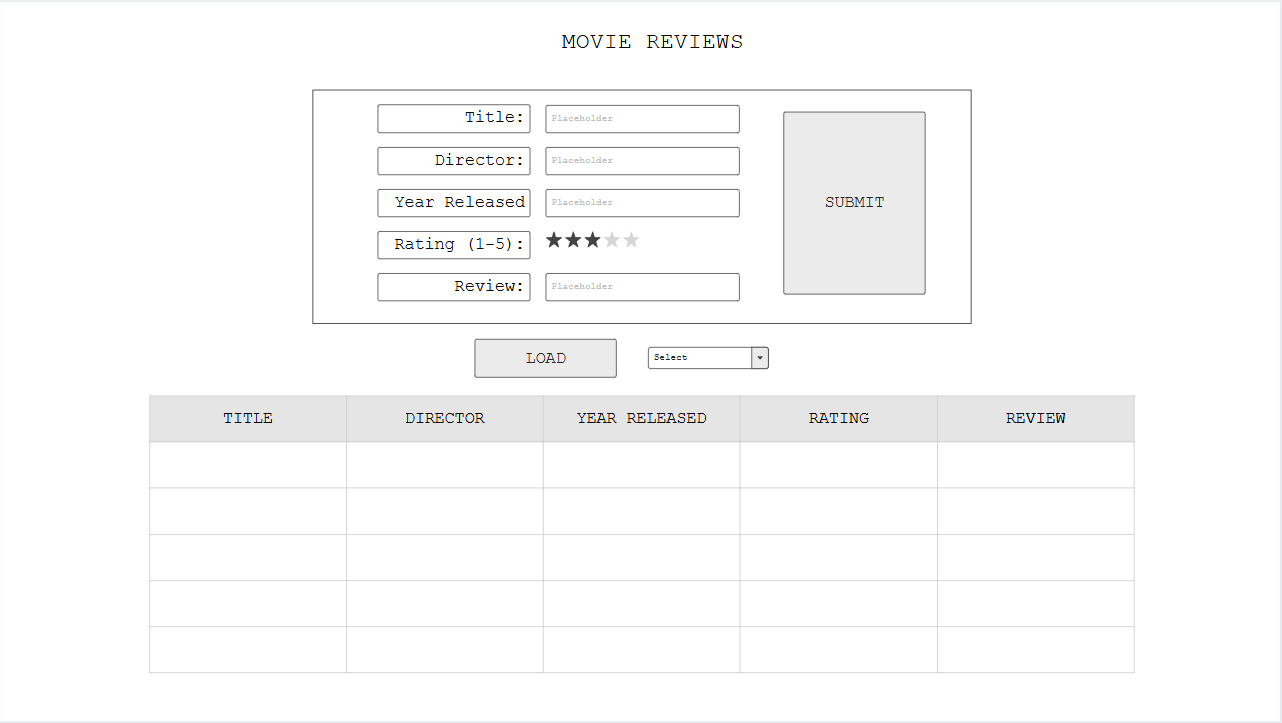 MOVIE REVIEWS
Title: Placeholder
Director: Placeholder
Year Released Placeholder
SUBMIT
Rating (1-5):
Review: Placeholder
LOAD Select
TITLE DIRECTOR YEAR RELEASED RATING REVIEW